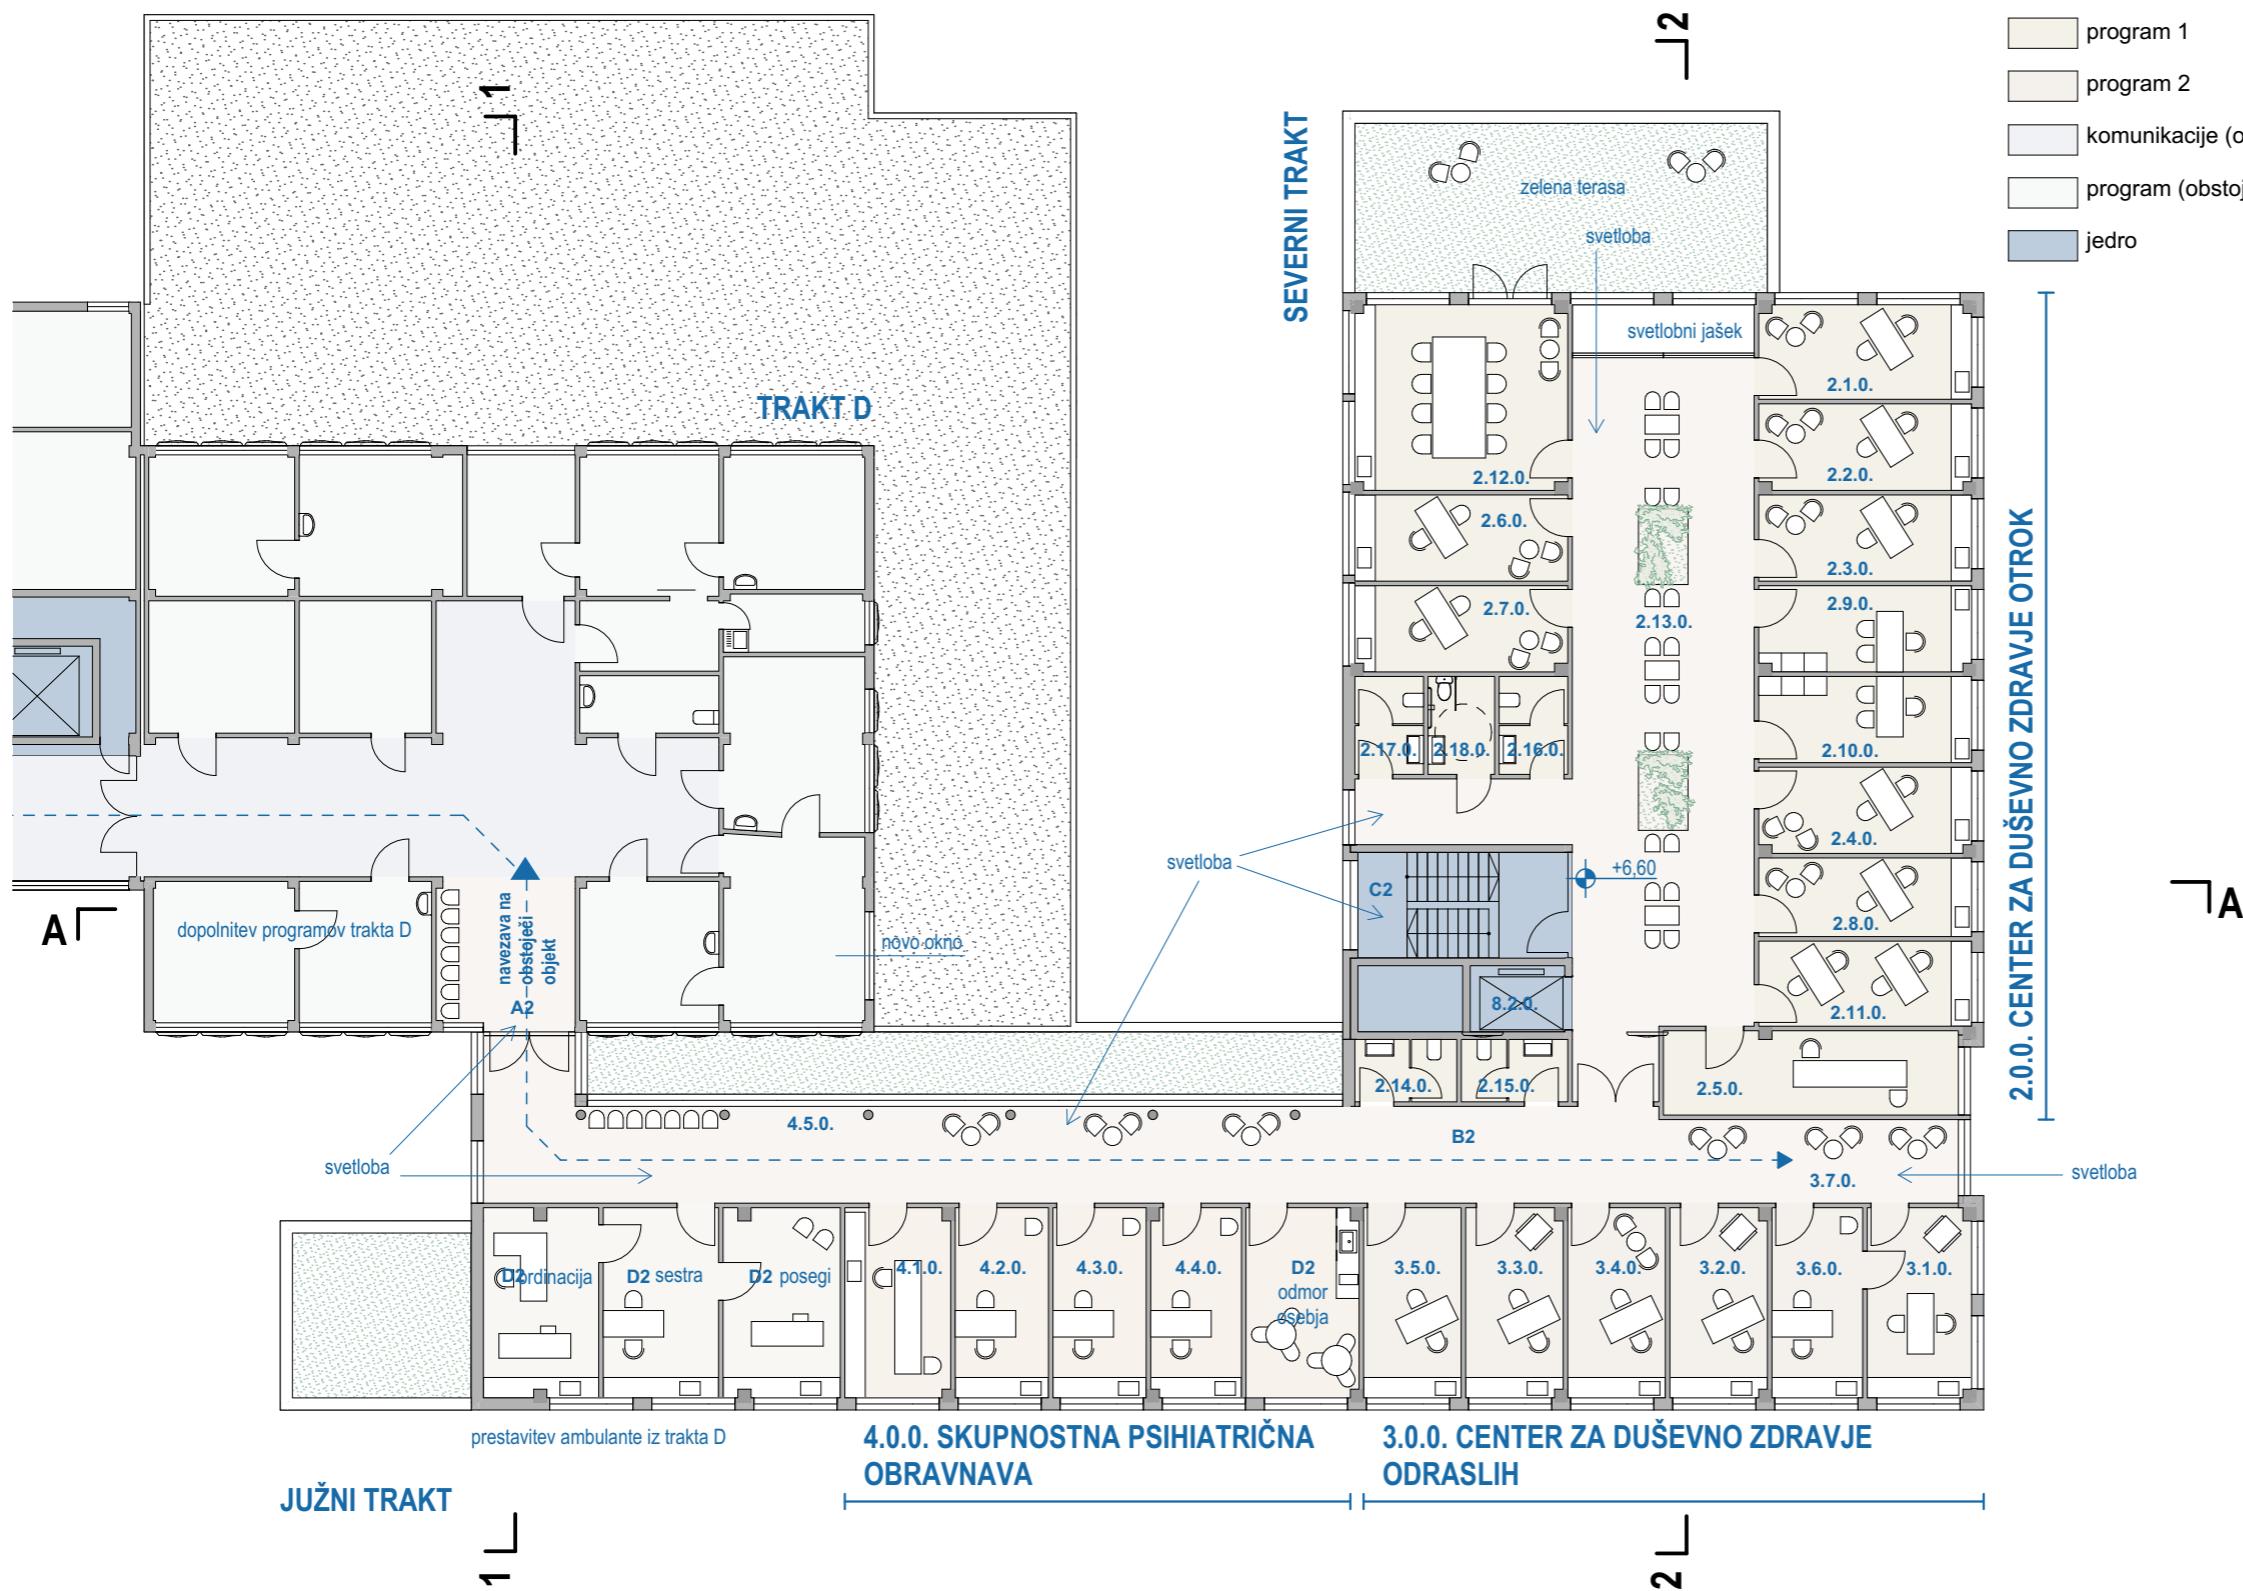 1
2
program 1
program 2
komunikacije (o
program (obstoj
jedro
SEVERNI TRAKT
zelena terasa
svetloba
svetlobni jašek
TRAKT D
2.1.0.
2.2.0.
2.12.0.
2.6.0.
2.3.0.
2.7.0.
2.9.0.
2.13.0.
2.17.0.
2.18.0.
2.16.0.
2.10.0.
2.4.0.
2.8.0.
2.11.0.
2.0.0. CENTER ZA DUŠEVNO ZDRAVJE OTROK
svetloba
C2
+6,60
A
A
dopolnitev programov trakta D
navezava na
obstoječi
objekt
A2
novo okno
8.2.0.
2.14.0.
2.15.0.
2.5.0.
4.5.0.
B2
svetloba
3.7.0.
svetloba
D2 ordinacija
D2 sestra
D2 posegi
4.1.0.
4.2.0.
4.3.0.
4.4.0.
D2
odmor
osebja
3.5.0.
3.3.0.
3.4.0.
3.2.0.
3.6.0.
3.1.0.
prestavitev ambulante iz trakta D
4.0.0. SKUPNOSTNA PSIHIATRIČNA
OBRAVNAVA
3.0.0. CENTER ZA DUŠEVNO ZDRAVJE
ODRASLIH
JUŽNI TRAKT
1
2